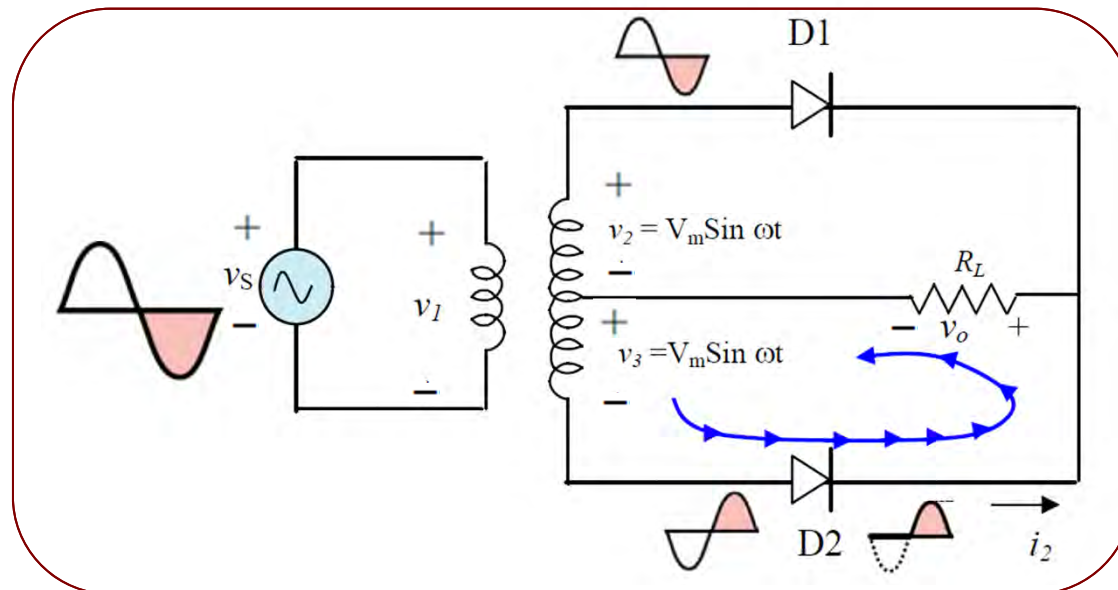 D1
+
v2 = VmSin ωt
−
+
vS
−
+
v1
−
RL
− vo +
+
v3 =VmSin ωt
−
D2
i2